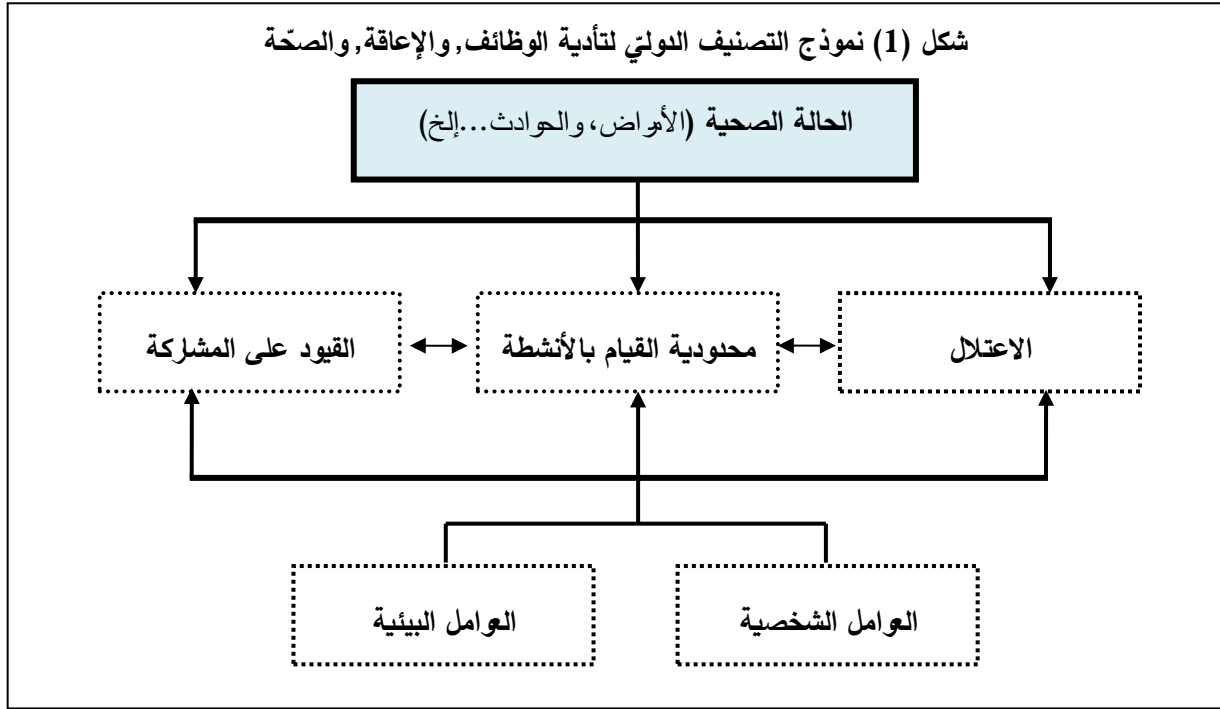 شكل (1) نموذج التصنيف الدوليّ لتأدية الوظائف, والإعاقة, والصحّة
الحالة الصحية (الأمراض، والحوادث...إلخ)
الاعتلال
محدودية القيام بالأنشطة
القيود على المشاركة
العوامل الشخصية
العوامل البيئية